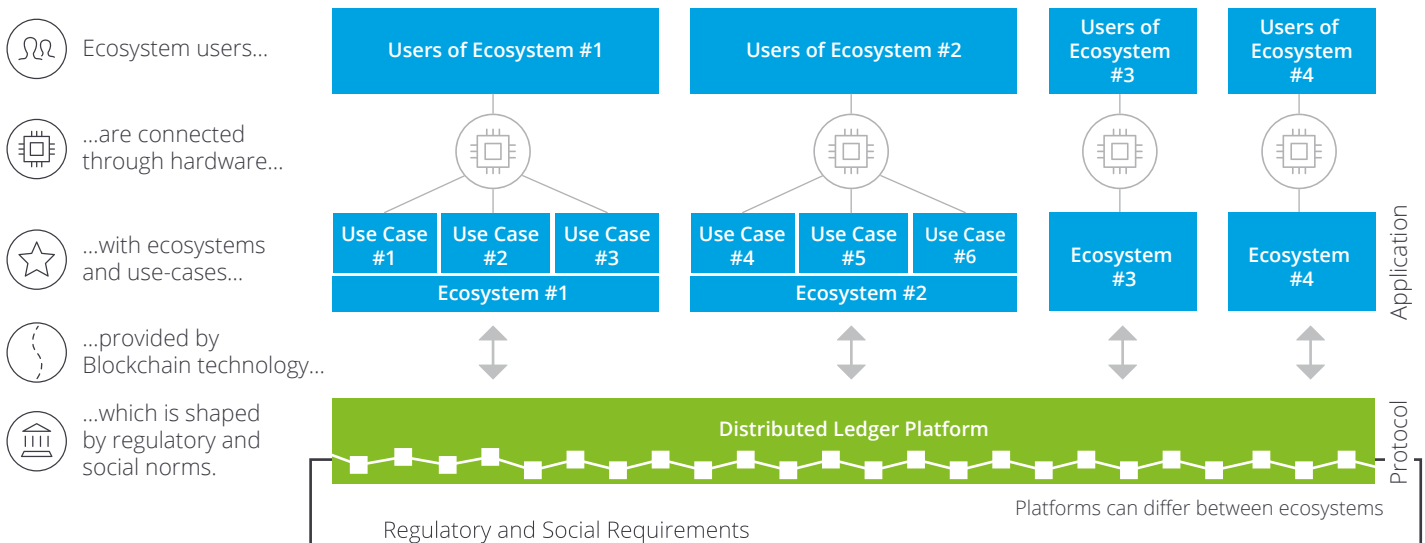 Ecosystem users...
Users of Ecosystem #1
Users of Ecosystem #2
Users of
Ecosystem
#3
Users of
Ecosystem
#4
...are connected
through hardware...
...with ecosystems
and use-cases...
Use Case
#1
Use Case
#2
Use Case
#3
Ecosystem #1
Use Case
#4
Use Case
#5
Use Case
#6
Ecosystem #2
Ecosystem
#3
Ecosystem
#4
Application
...provided by
Blockchain technology...
...which is shaped
by regulatory and
social norms.
Distributed Ledger Platform
Protocol
Platforms can differ between ecosystems
Regulatory and Social Requirements